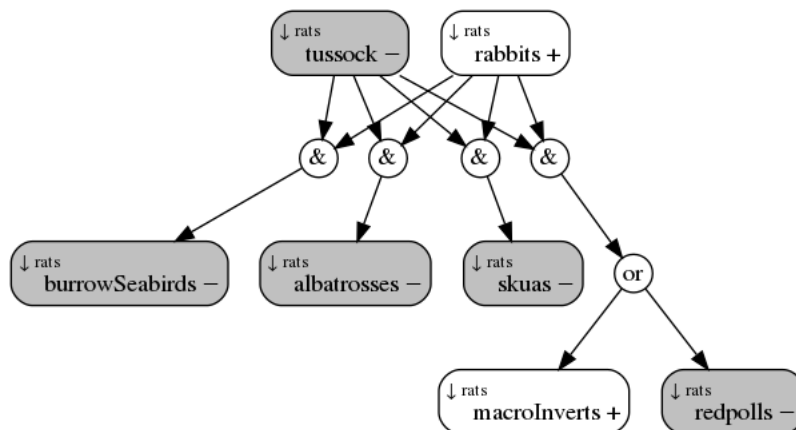 ↓ rats
tussock −
↓ rats
rabbits +
&
&
&
&
↓ rats
burrowSeabirds −
↓ rats
albatrosses −
↓ rats
skuas −
or
↓ rats
macroInverts +
↓ rats
redpolls −